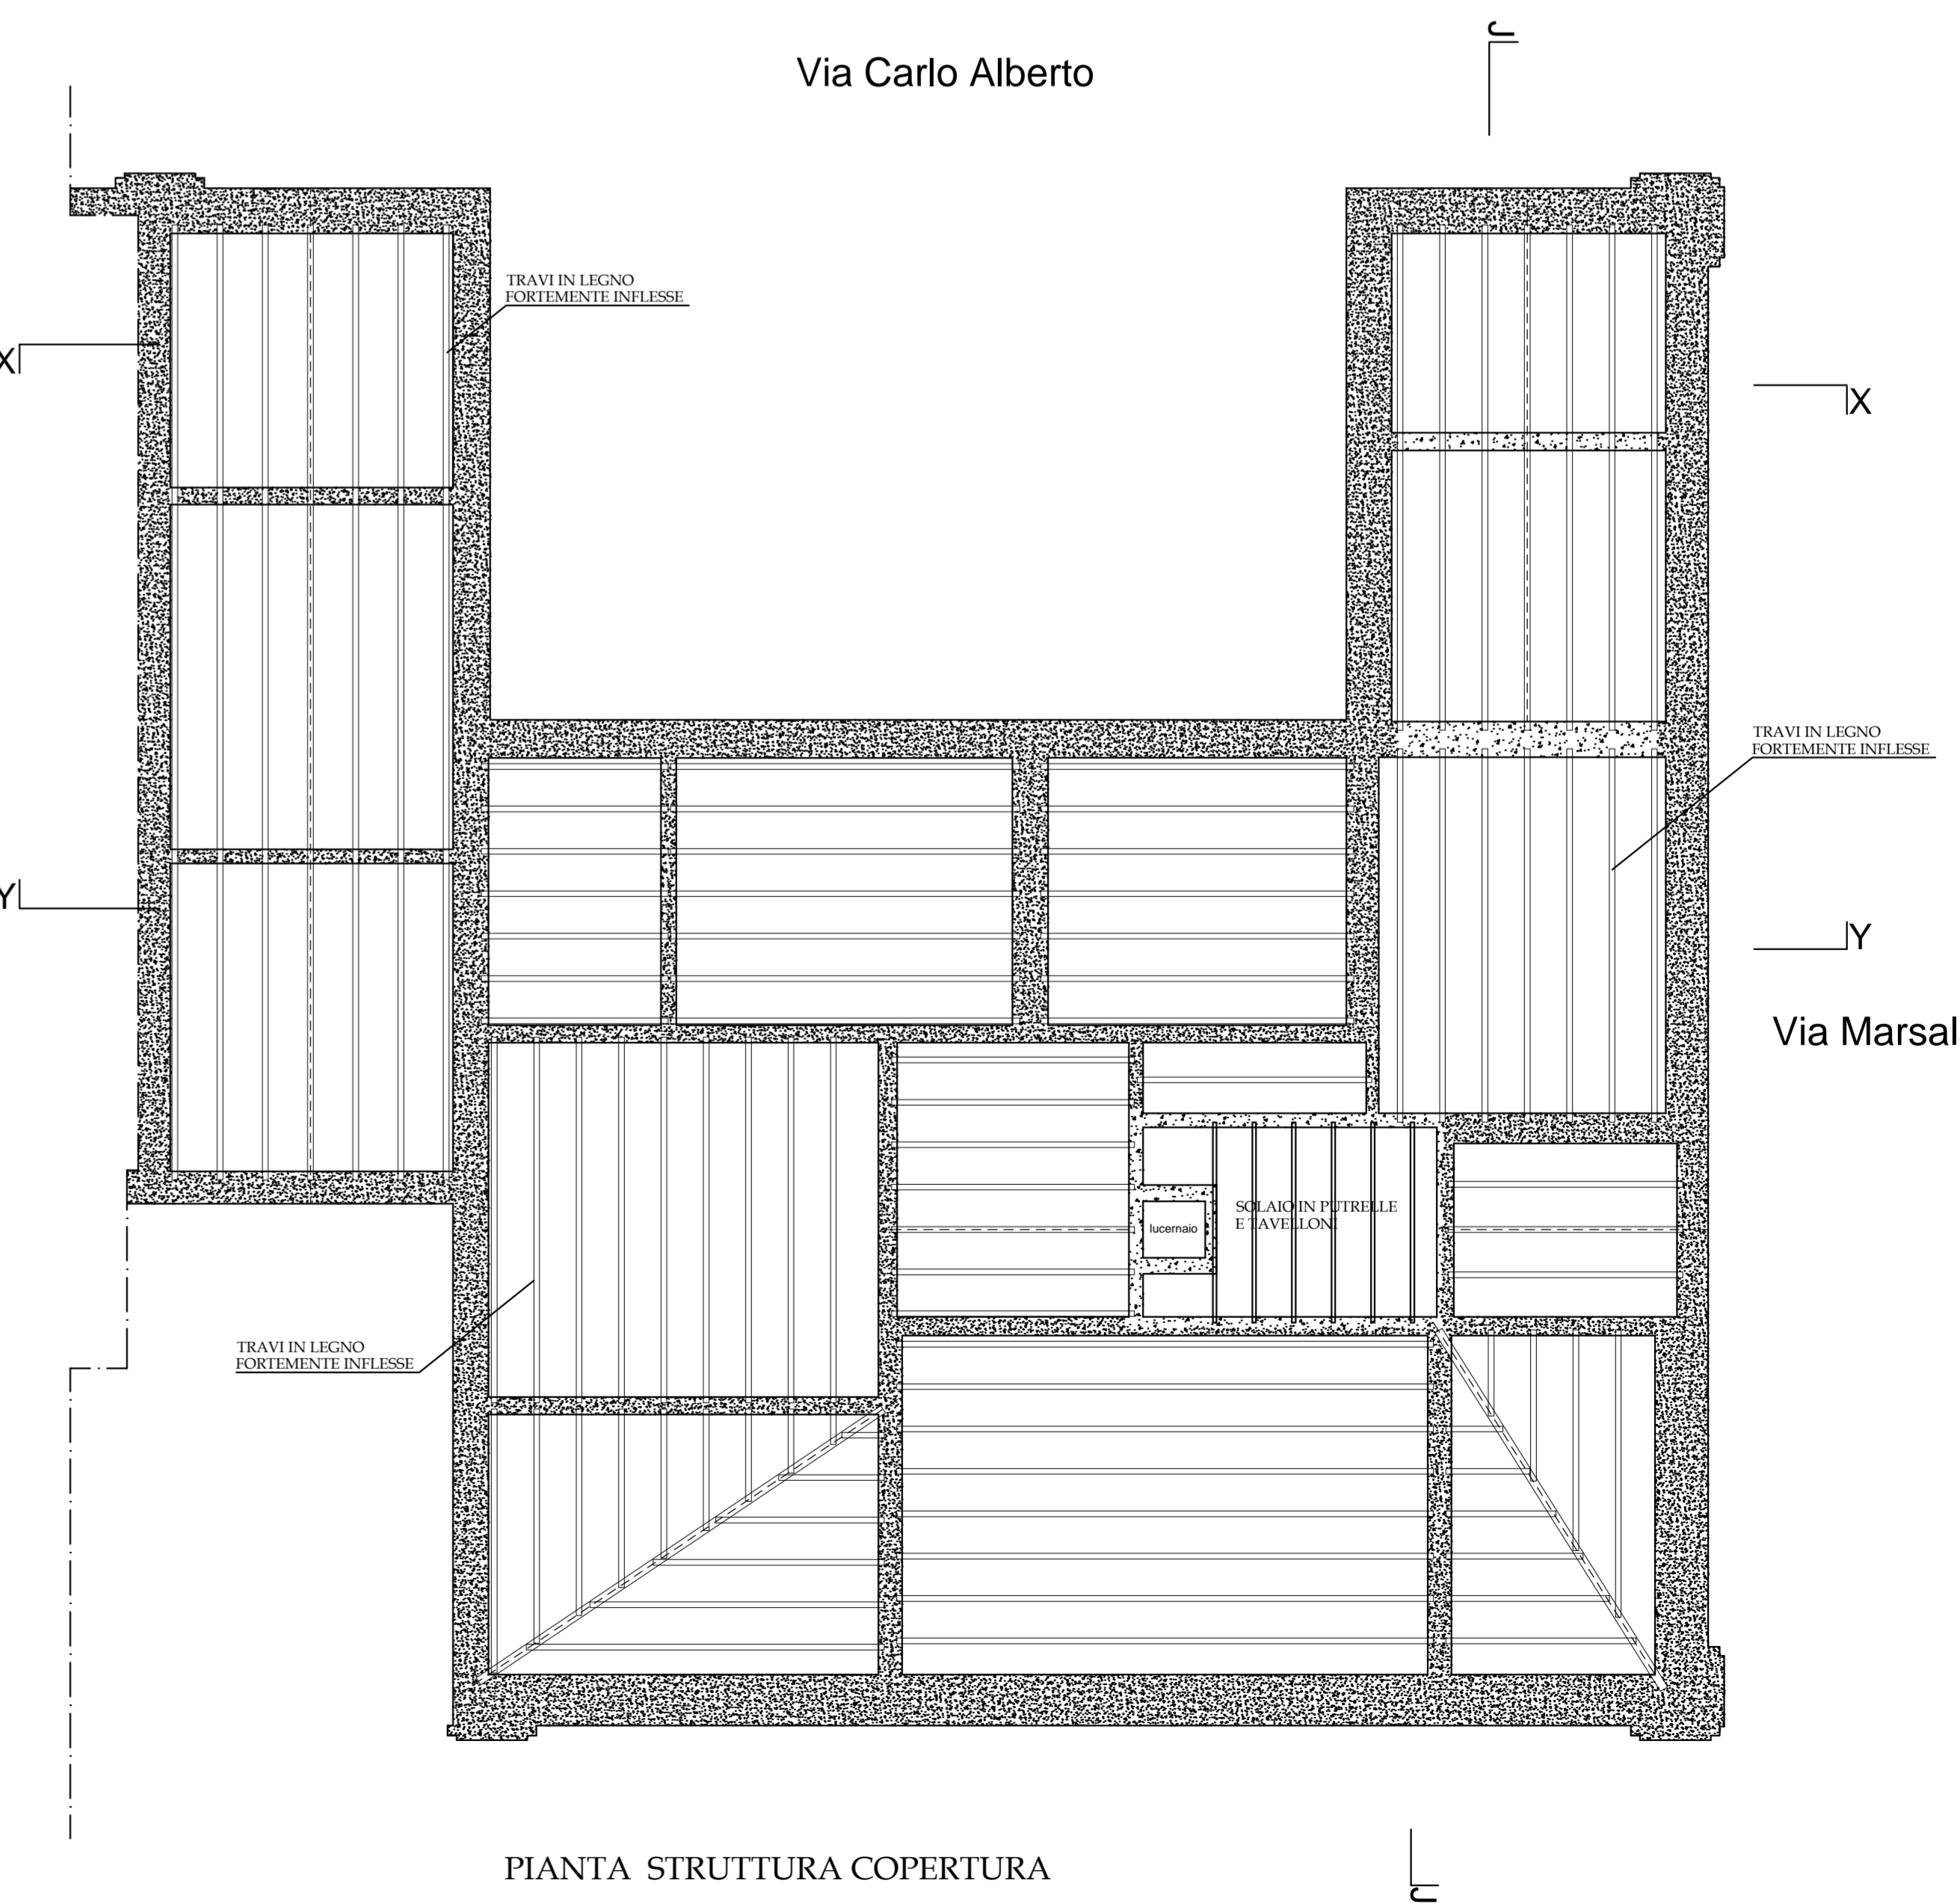 J
Via Carlo Alberto
TRAVI IN LEGNO
FORTEMENTE INFLESSE
X
X
TRAVI IN LEGNO
FORTEMENTE INFLESSE
Y
Y
Via Marsal
SOLAIO IN PUTRELLE
E TAVELLONI
lucernaio
TRAVI IN LEGNO
FORTEMENTE INFLESSE
PIANTA STRUTTURA COPERTURA
J